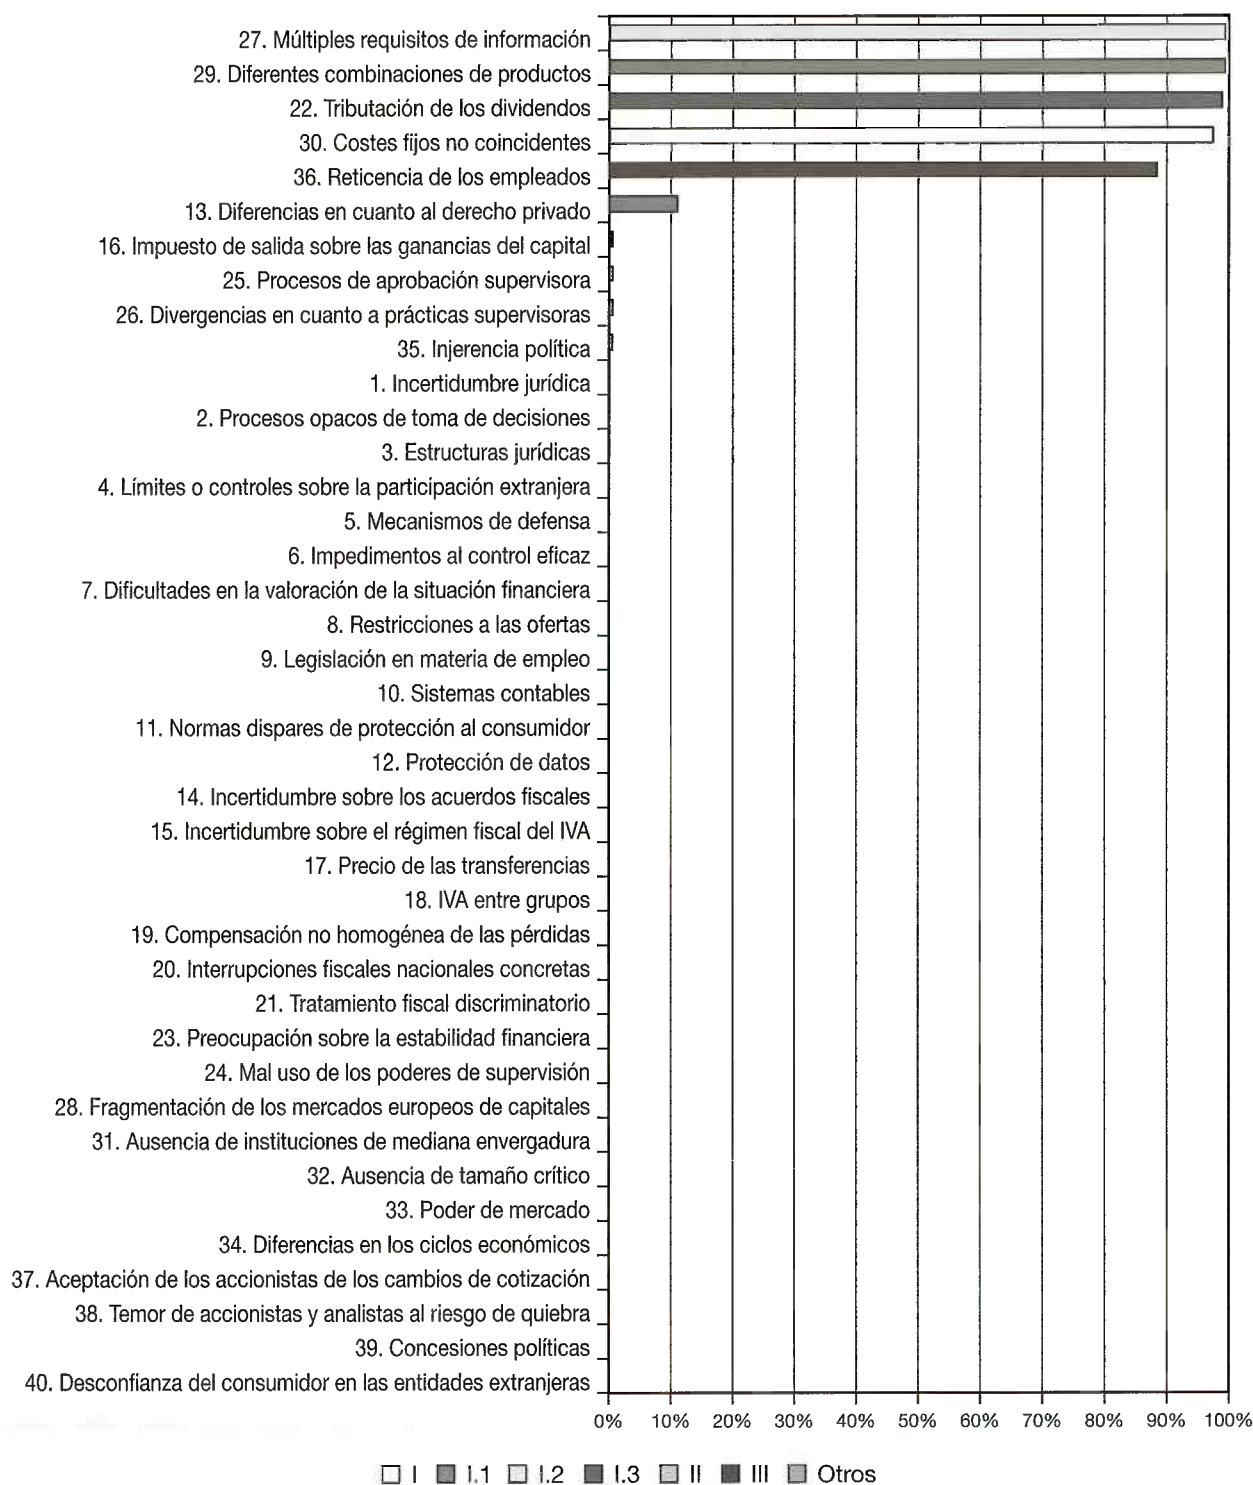 27. Múltiples requisitos de información
29. Diferentes combinaciones de productos
22. Tributación de los dividendos
30. Costes fijos no coincidentes
36. Reticencia de los empleados
13. Diferencias en cuanto al derecho privado
16. Impuesto de salida sobre las ganancias del capital
25. Procesos de aprobación supervisora
26. Divergencias en cuanto a prácticas supervisoras
35. Injerencia política
1. Incertidumbre jurídica
2. Procesos opacos de toma de decisiones
3. Estructuras jurídicas
4. Límites o controles sobre la participación extranjera
5. Mecanismos de defensa
6. Impedimentos al control eficaz
7. Dificultades en la valoración de la situación financiera
8. Restricciones a las ofertas
9. Legislación en materia de empleo
10. Sistemas contables
11. Normas dispares de protección al consumidor
12. Protección de datos
14. Incertidumbre sobre los acuerdos fiscales
15. Incertidumbre sobre el régimen fiscal del IVA
17. Precio de las transferencias
18. IVA entre grupos
19. Compensación no homogénea de las pérdidas
20. Interrupciones fiscales nacionales concretas
21. Tratamiento fiscal discriminatorio
23. Preocupación sobre la estabilidad financiera
24. Mal uso de los poderes de supervisión
28. Fragmentación de los mercados europeos de capitales
31. Ausencia de instituciones de mediana envergadura
32. Ausencia de tamaño crítico
33. Poder de mercado
34. Diferencias en los ciclos económicos
37. Aceptación de los accionistas de los cambios de cotización
38. Temor de accionistas y analistas al riesgo de quiebra
39. Concesiones políticas
40. Desconfianza del consumidor en las entidades extranjeras
0% 10% 20% 30% 40% 50% 60% 70% 80% 90% 100%
I I.1 I.2 I.3 II III Otros